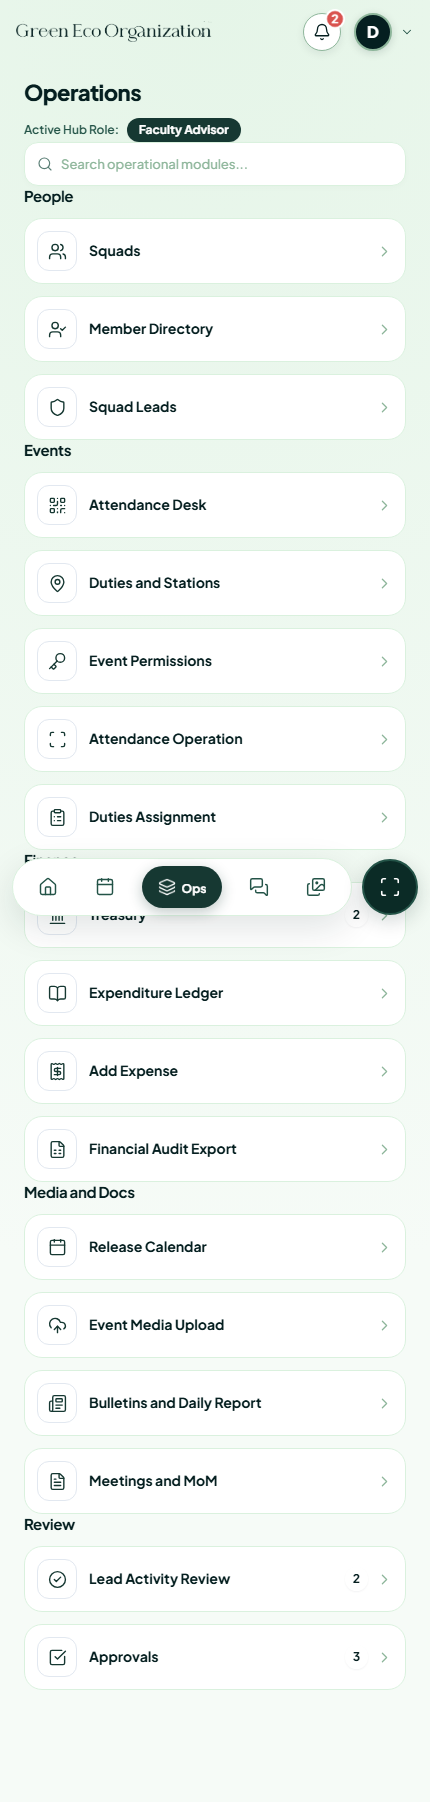 Green Eco Organization
2
D
Operations
Active Hub Role: Faculty Advisor
Search operational modules...
People
Squads
Member Directory
Squad Leads
Events
Attendance Desk
Duties and Stations
Event Permissions
Attendance Operation
Duties Assignment
Ops
Treasury 2
Expenditure Ledger
Add Expense
Financial Audit Export
Media and Docs
Release Calendar
Event Media Upload
Bulletins and Daily Report
Meetings and MoM
Review
Lead Activity Review 2
Approvals 3